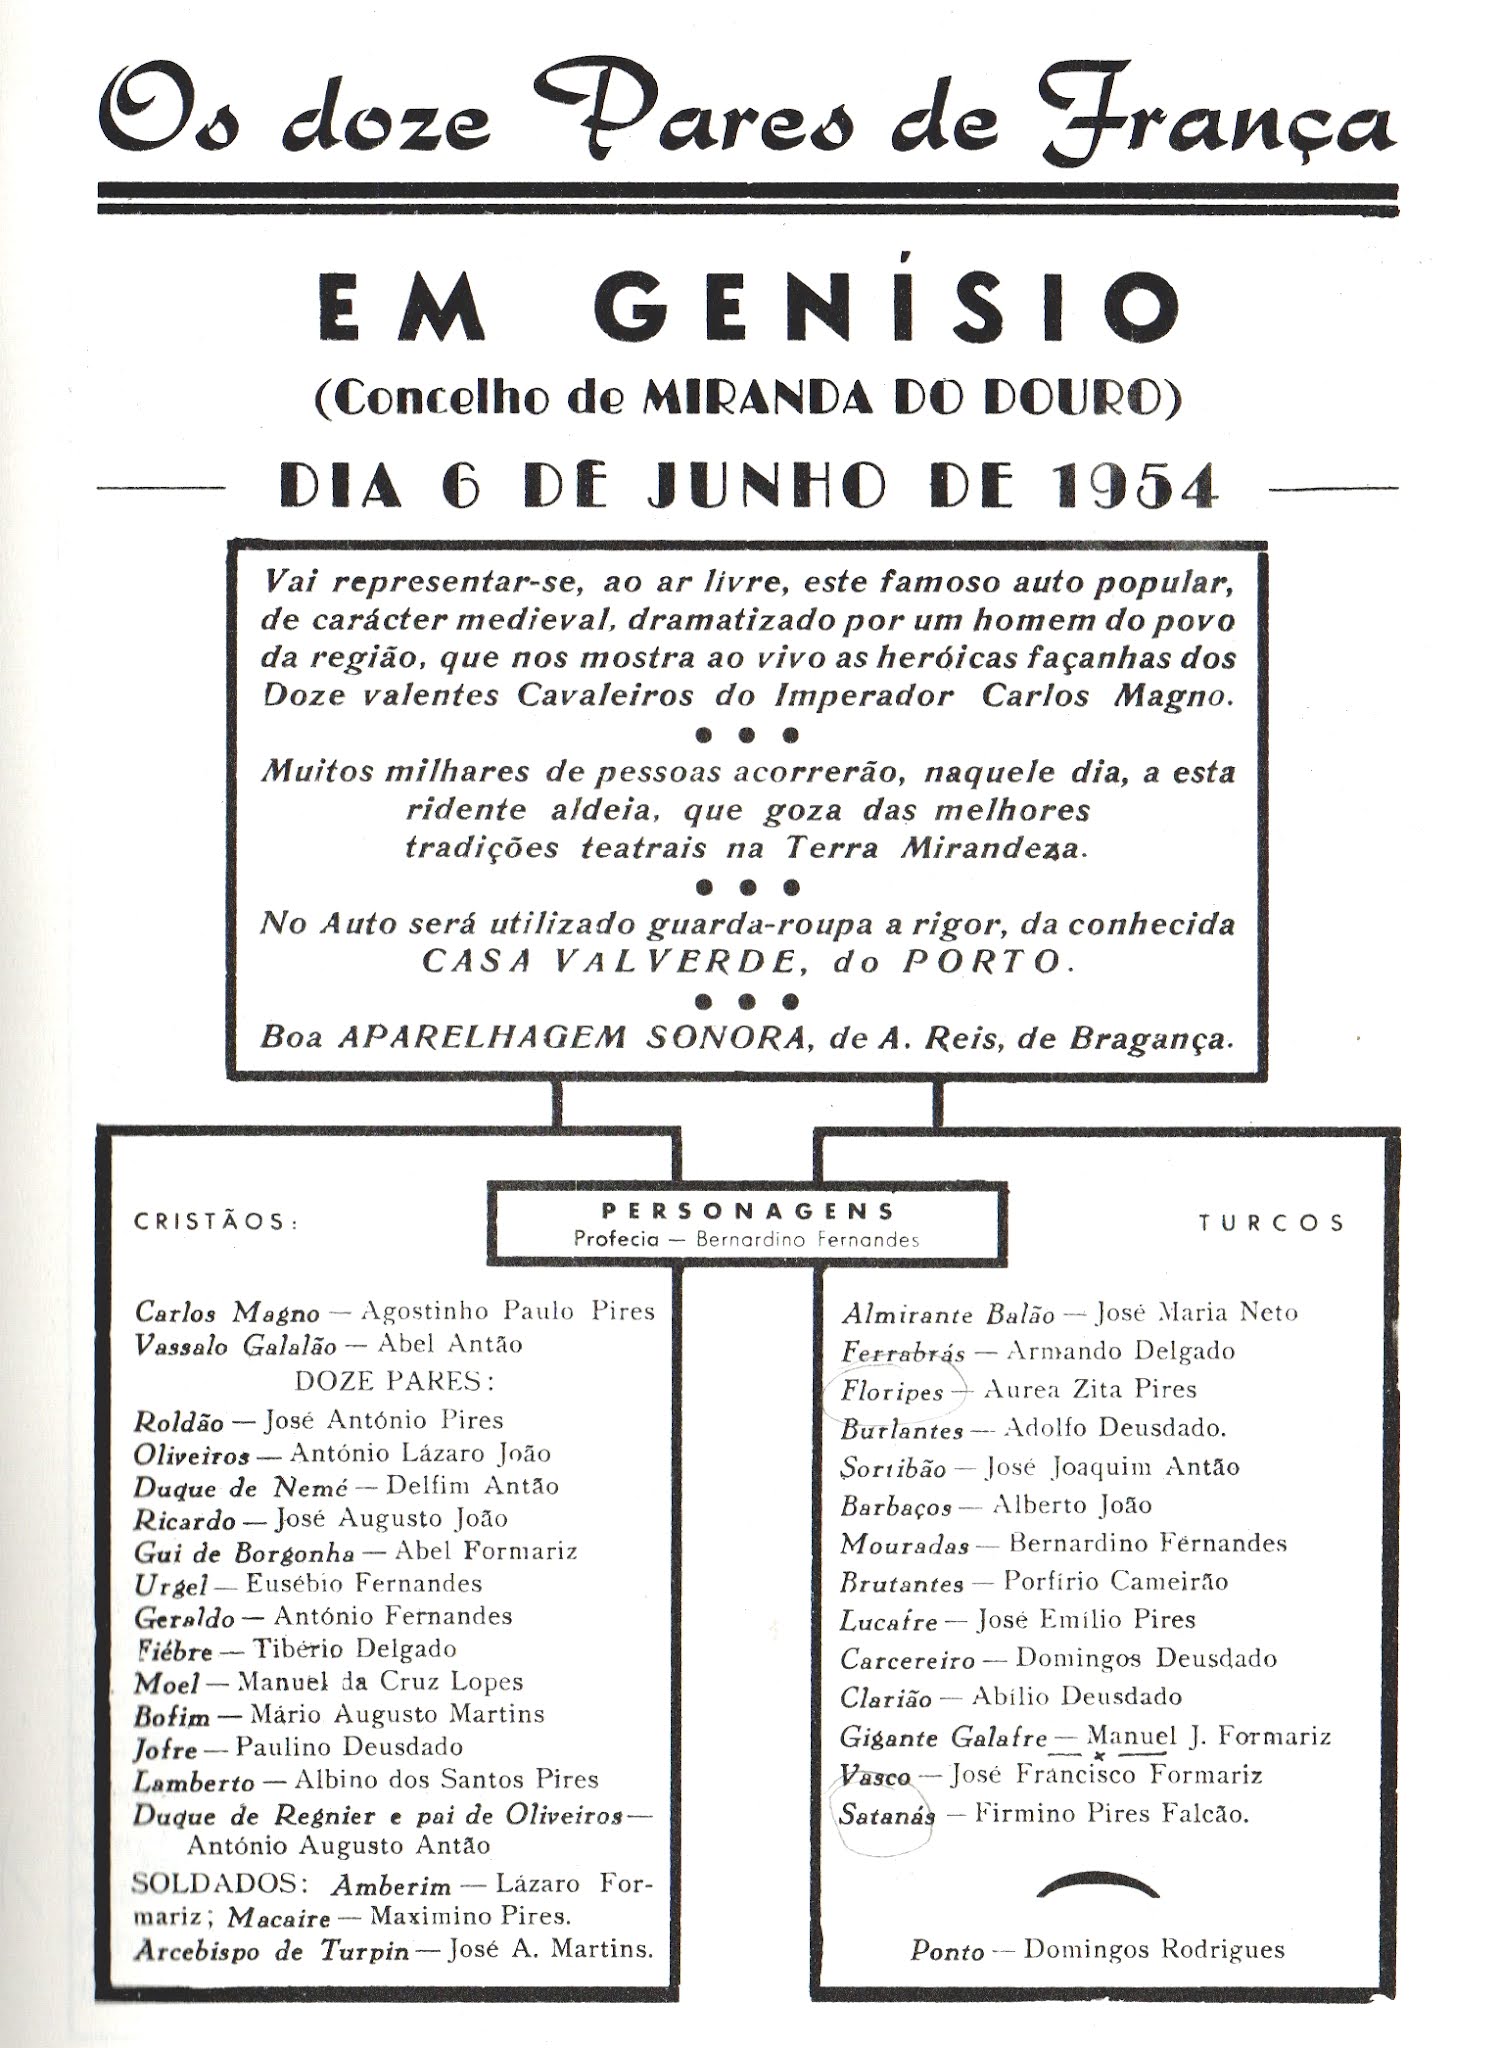 Os doze Pares de França
EM GENÍSIO
(Concelho de MIRANDA DO DOURO)
DIA 6 DE JUNHO DE 1954
Vai representar-se, ao ar livre, este famoso auto popular,
de carácter medieval, dramatizado por um homem do povo
da região, que nos mostra ao vivo as heróicas façanhas dos
Doze valentes Cavaleiros do Imperador Carlos Magno.
Muitos milhares de pessoas acorrerão, naquele dia, a esta
ridente aldeia, que goza das melhores
tradições teatrais na Terra Mirandeza.
No Auto será utilizado guarda-roupa a rigor, da conhecida
CASA VALVERDE, do PORTO.
Boa APARELHAGEM SONORA, de A. Reis, de Bragança.
PERSONAGENS
Profecia — Bernardino Fernandes
CRISTÃOS:
Carlos Magno — Agostinho Paulo Pires
Vassalo Galalão — Abel Antão
DOZE PARES:
Roldão — José António Pires
Oliveiros — António Lázaro João
Duque de Nemé — Delfim Antão
Ricardo — José Augusto João
Gui de Borgonha — Abel Formariz
Urgel — Eusébio Fernandes
Geraldo — António Fernandes
Fiébre — Tibério Delgado
Moel — Manuel da Cruz Lopes
Bofim — Mário Augusto Martins
Jofre — Paulino Deusdado
Lamberto — Albino dos Santos Pires
Duque de Regnier e pai de Oliveiros —
António Augusto Antão
SOLDADOS: Amberim — Lázaro For-
mariz; Macaire — Maximino Pires.
Arcebispo de Turpin — José A. Martins.
TURCOS
Almirante Balão — José Maria Neto
Ferrabrás — Armando Delgado
Floripes — Aurea Zita Pires
Burlantes — Adolfo Deusdado.
Sortibão — José Joaquim Antão
Barbaços — Alberto João
Mouradas — Bernardino Férnandes
Brutantes — Porfírio Cameirão
Lucafre — José Emílio Pires
Carcereiro — Domingos Deusdado
Clarião — Abílio Deusdado
Gigante Galafre — Manuel J. Formariz
Vasco — José Francisco Formariz
Satanás — Firmino Pires Falcão.
Ponto — Domingos Rodrigues